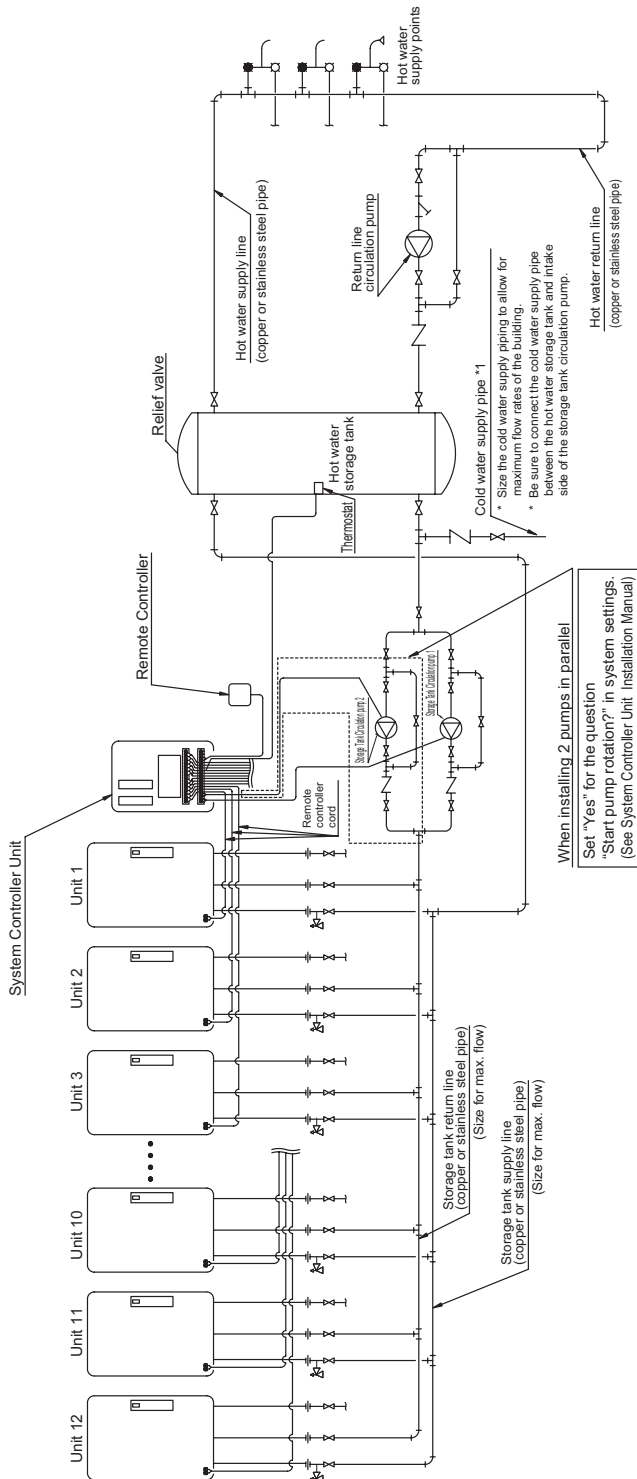 System Controller Unit
Remote Controller
Relief valve
Hot water supply line
(copper or stainless steel pipe)
Hot water
supply points
Unit 1
Unit 2
Unit 3
Unit 10
Unit 11
Unit 12
Remote
controller
cord
Thermostat
Hot water
storage tank
Return line
circulation pump
Storage Tank Circulation pump 2
Storage Tank Circulation pump 1
Cold water supply pipe *1
* Size the cold water supply piping to allow for
maximum flow rates of the building.
* Be sure to connect the cold water supply pipe
between the hot water storage tank and intake
side of the storage tank circulation pump.
Hot water return line
(copper or stainless steel pipe)
Storage tank return line
(copper or stainless steel pipe)
(Size for max. flow)
Storage tank supply line
(copper or stainless steel pipe)
(Size for max. flow)
When installing 2 pumps in parallel
Set "Yes" for the question
"Start pump rotation?" in system settings.
(See System Controller Unit Installation Manual)